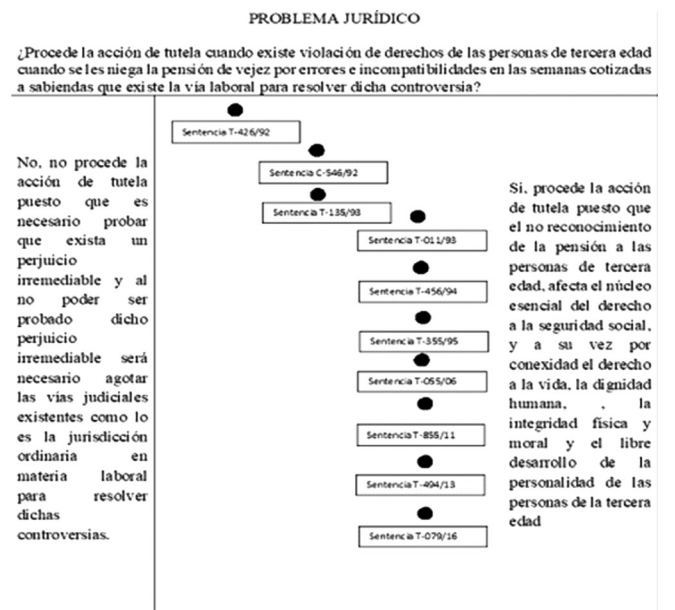 PROBLEMA JURÍDICO
¿Procede la acción de tutela cuando existe violación de derechos de las personas de tercera edad
cuando se les niega la pensión de vejez por errores e incompatibilidades en las semanas cotizadas
a sabiendas que existe la vía laboral para resolver dicha controversia?
No, no procede la
acción de tutela
puesto que es
necesario probar
que exista un
perjuicio
irremediable y al
no poder ser
probado dicho
perjuicio
irremediable será
necesario agotar
las vías judiciales
existentes como lo
es la jurisdicción
ordinaria en
materia laboral
para resolver
dichas
controversias.
Sentencia T-426/92
Sentencia C-546/92
Sentencia T-135/93
Sentencia T-011/93
Sentencia T-456/94
Sentencia T-355/95
Sentencia T-055/06
Sentencia T-855/11
Sentencia T-494/13
Sentencia T-079/16
Si, procede la acción
de tutela puesto que
el no reconocimiento
de la pensión a las
personas de tercera
edad, afecta el núcleo
esencial del derecho
a la seguridad social,
y a su vez por
conexidad el derecho
a la vida, la dignidad
humana, , la
integridad física y
moral y el libre
desarrollo de la
personalidad de las
personas de la tercera
edad